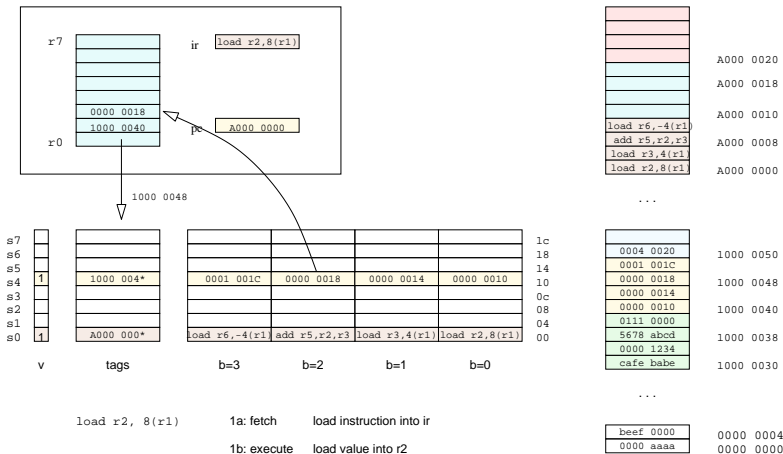 r7
ir
load r2,8(r1)
0000 0018
1000 0040
r0
pc
A000 0000
1000 0048
s7
s6
s5
s4
s3
s2
s1
s0
1
1
v
1000 004*
A000 000*
tags
0001 001C
0000 0018
0000 0014
0000 0010
load r6,-4(r1)
add r5,r2,r3
load r3,4(r1)
load r2,8(r1)
b=3
b=2
b=1
b=0
1c
18
14
10
0c
08
04
00
load r2, 8(r1)
1a: fetch
load instruction into ir
1b: execute
load value into r2
A000 0020
A000 0018
A000 0010
load r6,-4(r1)
add r5,r2,r3
A000 0008
load r3,4(r1)
load r2,8(r1)
A000 0000
...
0004 0020
1000 0050
0001 001C
0000 0018
1000 0048
0000 0014
0000 0010
1000 0040
0111 0000
5678 abcd
1000 0038
0000 1234
cafe babe
1000 0030
...
beef 0000
0000 0004
0000 aaaa
0000 0000